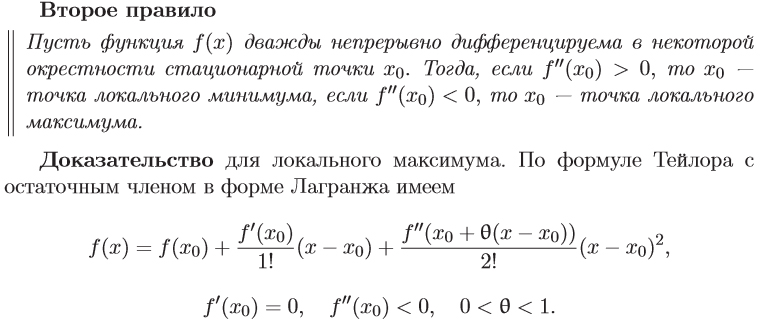 Второе правило
Пусть функция f(x) дважды непрерывно дифференцируема в некоторой
окрестности стационарной точки x₀. Тогда, если f″(x₀) > 0, то x₀ —
точка локального минимума, если f″(x₀) < 0, то x₀ — точка локального
максимума.
Доказательство для локального максимума. По формуле Тейлора с
остаточным членом в форме Лагранжа имеем
f(x) = f(x₀) + \frac{f′(x₀)}{1!}(x − x₀) + \frac{f″(x₀ + θ(x − x₀))}{2!}(x − x₀)²,
f′(x₀) = 0, f″(x₀) < 0, 0 < θ < 1.